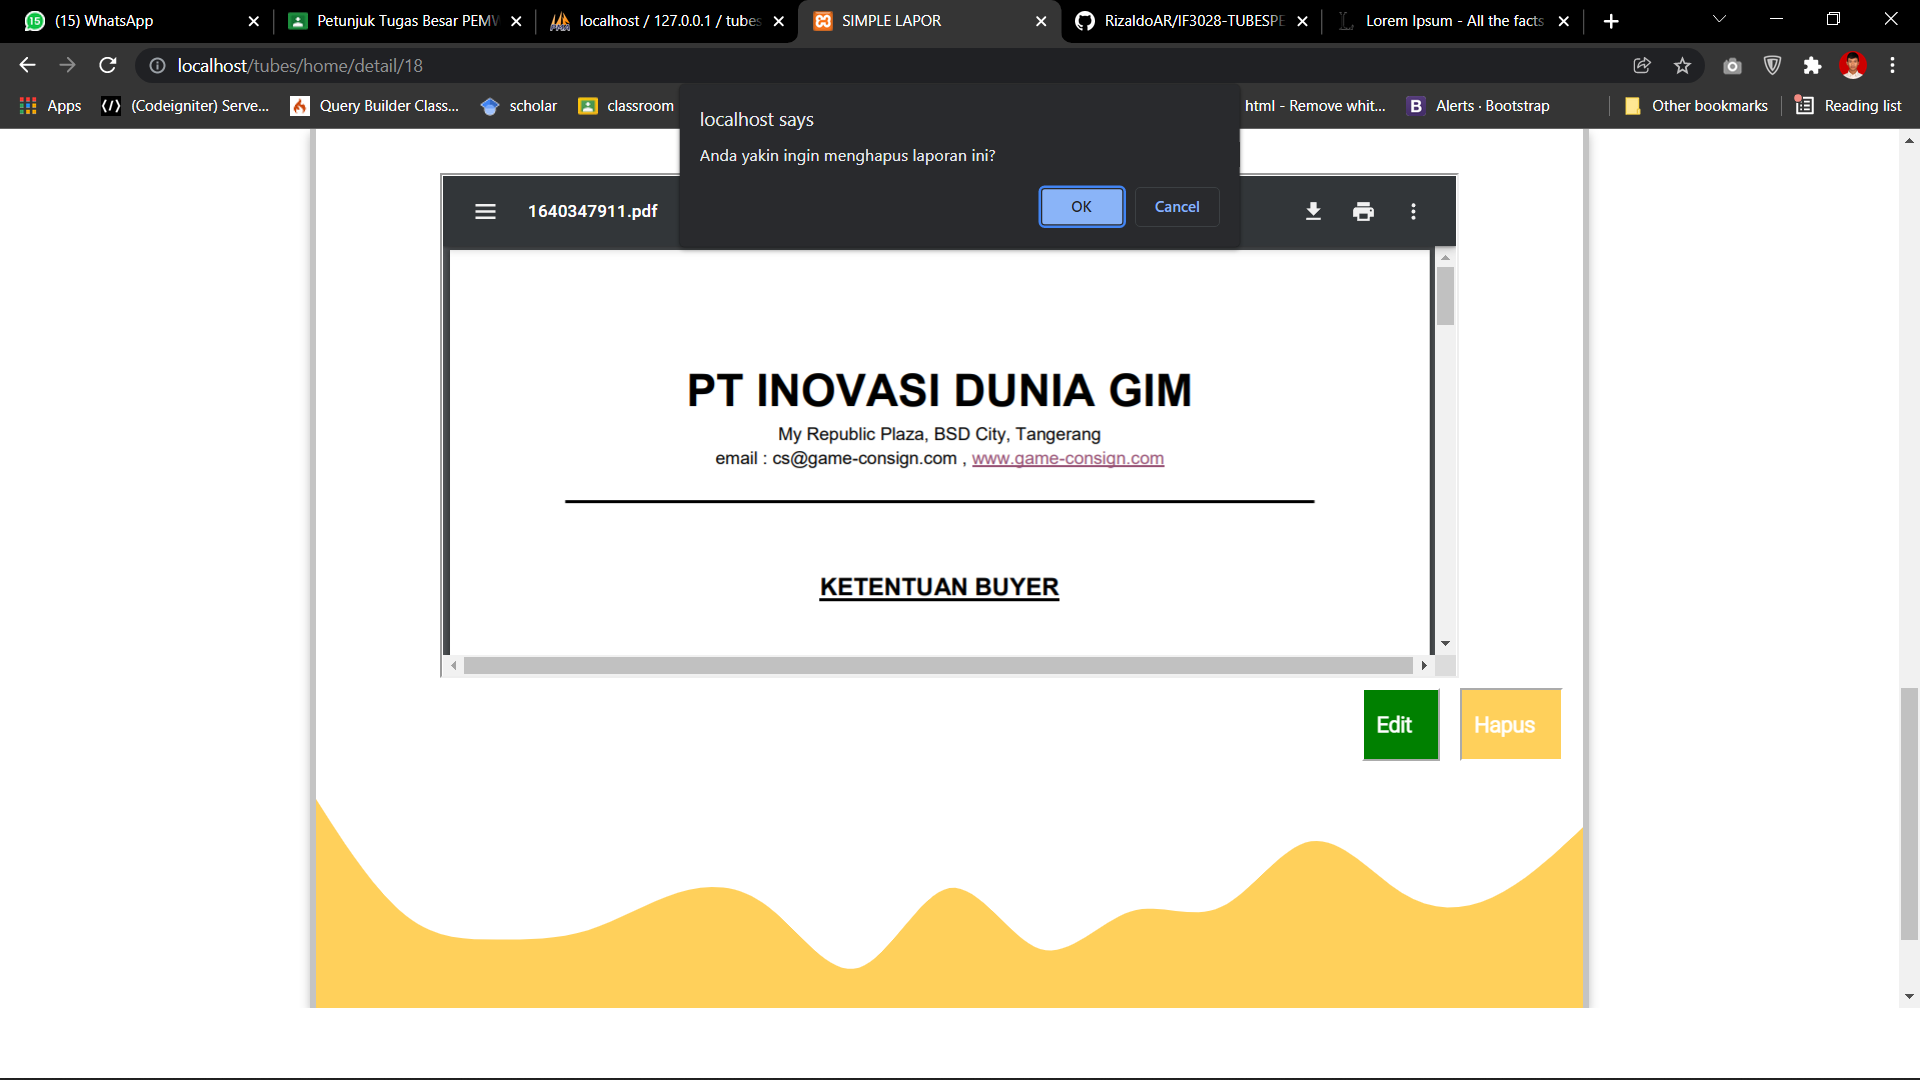 (15) WhatsApp
Petunjuk Tugas Besar PEMW
localhost / 127.0.0.1 / tubes
SIMPLE LAPOR
RizaldoAR/IF3028-TUBESPE
Lorem Ipsum - All the facts
localhost/tubes/home/detail/18
Apps
(Codeigniter) Serve...
Query Builder Class...
scholar
classroom
html - Remove whit...
B Alerts · Bootstrap
Other bookmarks
Reading list
localhost says
Anda yakin ingin menghapus laporan ini?
OK
Cancel
1640347911.pdf
PT INOVASI DUNIA GIM
My Republic Plaza, BSD City, Tangerang
email : cs@game-consign.com , www.game-consign.com
KETENTUAN BUYER
Edit
Hapus